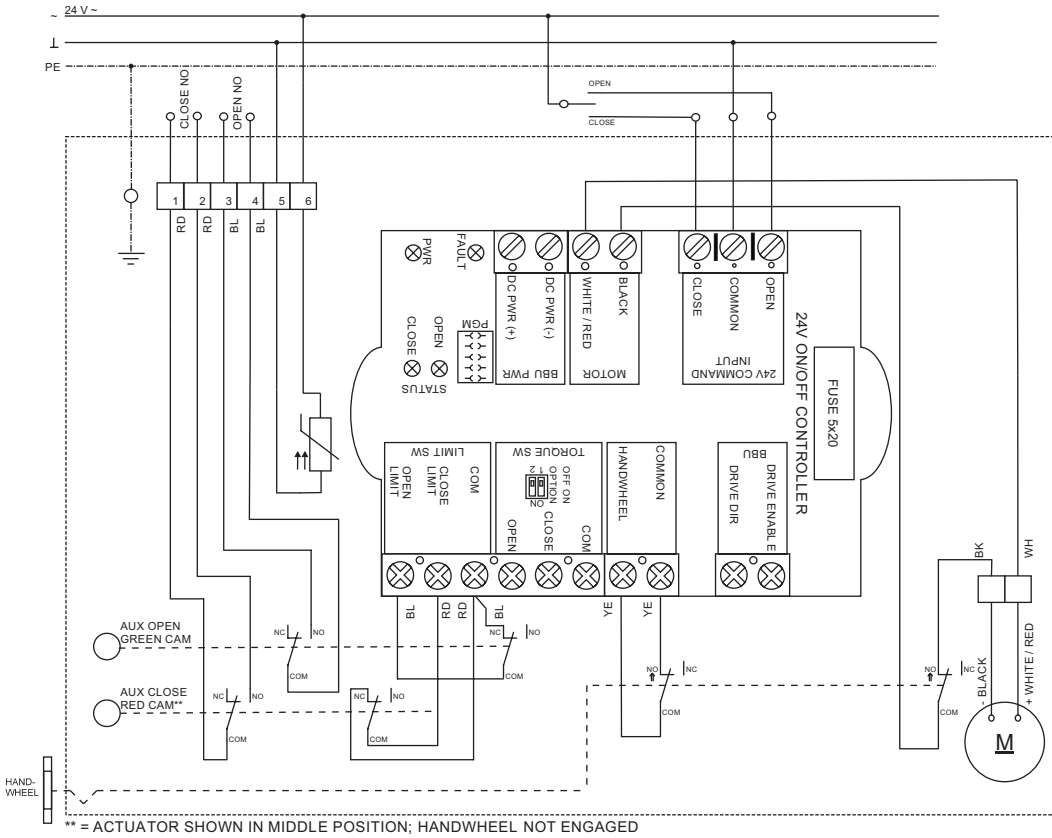 ~ 24 V ~
⊥
PE
CLOSE NO
OPEN NO
OPEN
CLOSE
1 2 3 4 5 6
RD
RD
BL
BL
PWR
FAULT
DC PWR (+)
DC PWR (-)
BBU PWR
WHITE / RED
BLACK
MOTOR
CLOSE
COMMON
OPEN
24V COMMAND
INPUT
CLOSE
OPEN
STATUS
PGM
24V ON/OFF CONTROLLER
FUSE 5x20
LIMIT SW
OPEN
LIMIT
CLOSE
LIMIT
COM
TORQUE SW
OFF ON
OPTION
1
2
ON
OPEN
CLOSE
COM
HANDWHEEL
COMMON
BBU
DRIVE DIR
DRIVE ENABLE
BL
RD
RD
BL
YE
YE
BK
WH
AUX OPEN
GREEN CAM
NC
NO
COM
NC
NO
COM
AUX CLOSE
RED CAM**
NC
NO
COM
NC
NO
COM
NO
NC
COM
NO
NC
COM
- BLACK
+ WHITE / RED
M
HAND-
WHEEL
** = ACTUATOR SHOWN IN MIDDLE POSITION; HANDWHEEL NOT ENGAGED